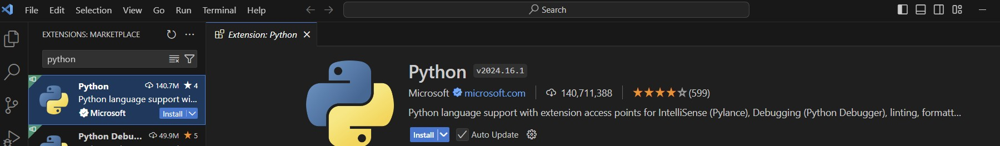 File Edit Selection View Go Run Terminal Help
Search
EXTENSIONS: MARKETPLACE
Extension: Python
python
Python 140.7M 4
Python language support wi...
Microsoft Install
Python Debu... 49.9M 5
Python v2024.16.1
Microsoft microsoft.com 140,711,388 (599)
Python language support with extension access points for IntelliSense (Pylance), Debugging (Python Debugger), linting, formatt...
Install Auto Update